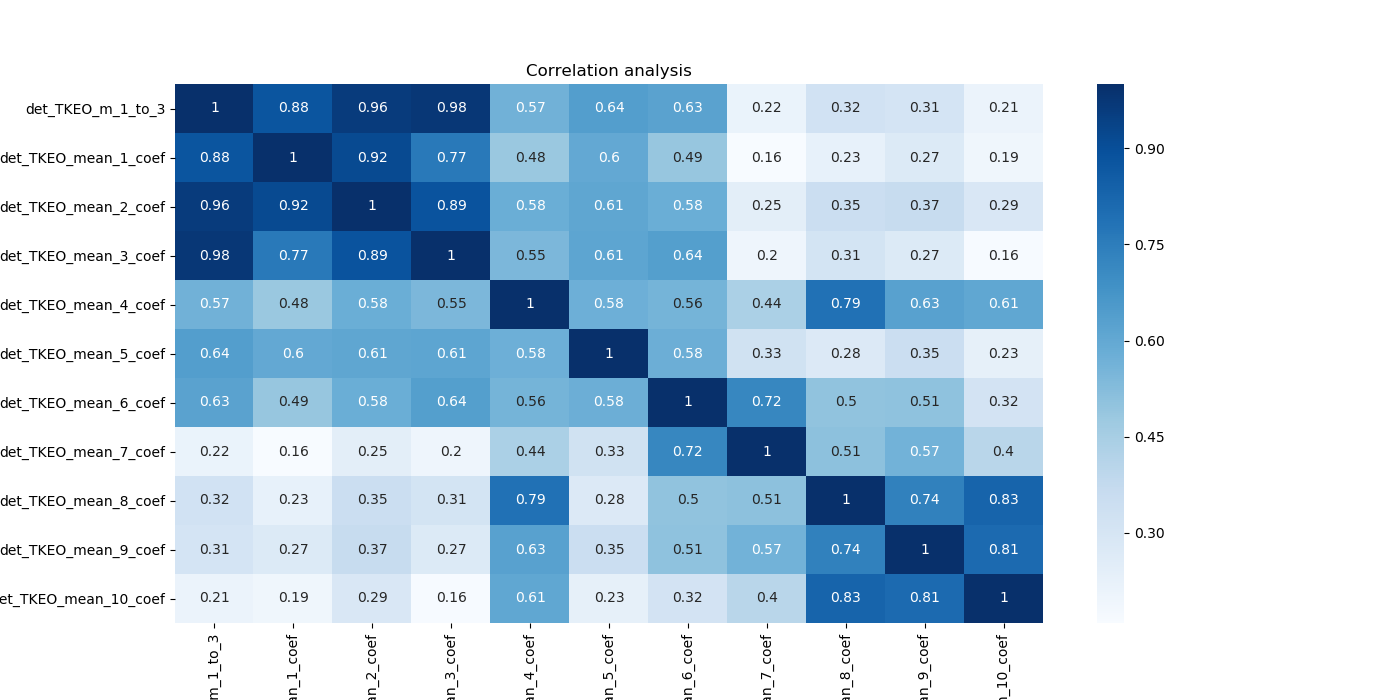 Correlation analysis
det_TKEO_m_1_to_3 1 0.88 0.96 0.98 0.57 0.64 0.63 0.22 0.32 0.31 0.21
det_TKEO_mean_1_coef 0.88 1 0.92 0.77 0.48 0.6 0.49 0.16 0.23 0.27 0.19
det_TKEO_mean_2_coef 0.96 0.92 1 0.89 0.58 0.61 0.58 0.25 0.35 0.37 0.29
det_TKEO_mean_3_coef 0.98 0.77 0.89 1 0.55 0.61 0.64 0.2 0.31 0.27 0.16
det_TKEO_mean_4_coef 0.57 0.48 0.58 0.55 1 0.58 0.56 0.44 0.79 0.63 0.61
det_TKEO_mean_5_coef 0.64 0.6 0.61 0.61 0.58 1 0.58 0.33 0.28 0.35 0.23
det_TKEO_mean_6_coef 0.63 0.49 0.58 0.64 0.56 0.58 1 0.72 0.5 0.51 0.32
det_TKEO_mean_7_coef 0.22 0.16 0.25 0.2 0.44 0.33 0.72 1 0.51 0.57 0.4
det_TKEO_mean_8_coef 0.32 0.23 0.35 0.31 0.79 0.28 0.5 0.51 1 0.74 0.83
det_TKEO_mean_9_coef 0.31 0.27 0.37 0.27 0.63 0.35 0.51 0.57 0.74 1 0.81
et_TKEO_mean_10_coef 0.21 0.19 0.29 0.16 0.61 0.23 0.32 0.4 0.83 0.81 1
m_1_to_3
an_1_coef
an_2_coef
an_3_coef
an_4_coef
an_5_coef
an_6_coef
an_7_coef
an_8_coef
an_9_coef
n_10_coef
0.90
0.75
0.60
0.45
0.30